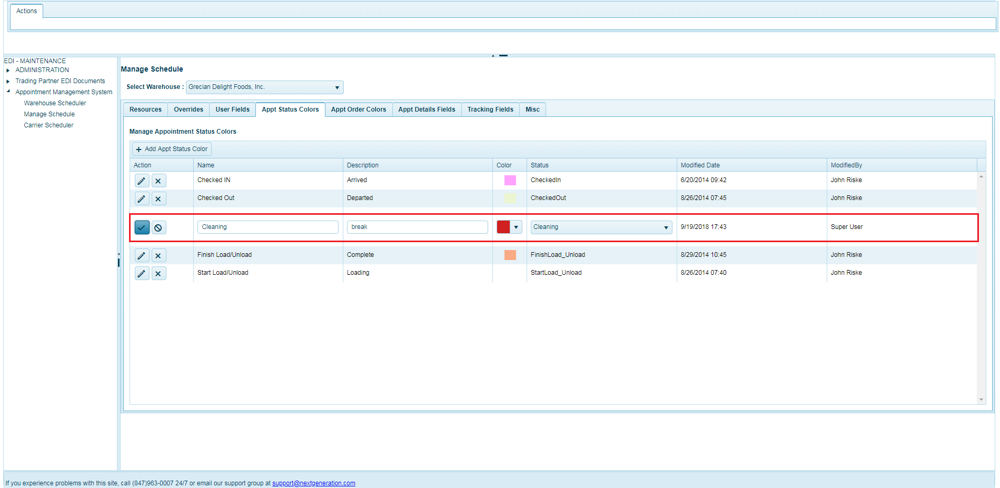 Actions
EDI - MAINTENANCE
ADMINISTRATION
Trading Partner EDI Documents
Appointment Management System
Warehouse Scheduler
Manage Schedule
Carrier Scheduler
Manage Schedule
Select Warehouse : Grecian Delight Foods, Inc.
Resources Overrides User Fields Appt Status Colors Appt Order Colors Appt Details Fields Tracking Fields Misc
Manage Appointment Status Colors
+ Add Appt Status Color
Action Name Description Color Status Modified Date ModifiedBy
Checked IN Arrived CheckedIn 6/20/2014 09:42 John Riske
Checked Out Departed CheckedOut 8/26/2014 07:45 John Riske
Cleaning break Cleaning 9/19/2018 17:43 Super User
Finish Load/Unload Complete FinishLoad_Unload 8/29/2014 10:45 John Riske
Start Load/Unload Loading StartLoad_Unload 8/26/2014 07:40 John Riske
If you experience problems with this site, call (847)963-0007 24/7 or email our support group at support@nextgeneration.com